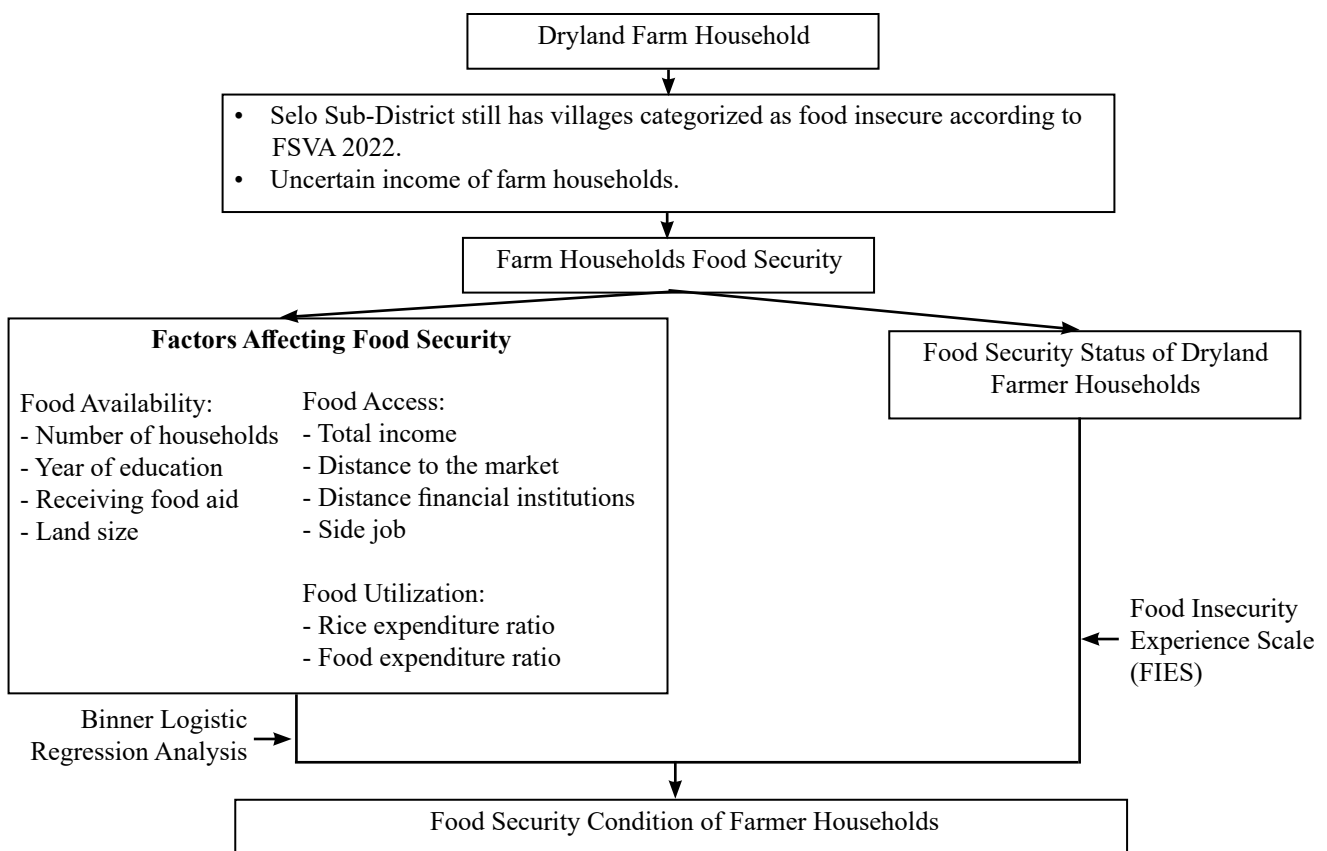 Dryland Farm Household
• Selo Sub-District still has villages categorized as food insecure according to
FSVA 2022.
• Uncertain income of farm households.
Farm Households Food Security
Factors Affecting Food Security
Food Availability:
- Number of households
- Year of education
- Receiving food aid
- Land size
Food Access:
- Total income
- Distance to the market
- Distance financial institutions
- Side job
Food Utilization:
- Rice expenditure ratio
- Food expenditure ratio
Food Security Status of Dryland
Farmer Households
Food Insecurity
Experience Scale
(FIES)
Binner Logistic
Regression Analysis
Food Security Condition of Farmer Households